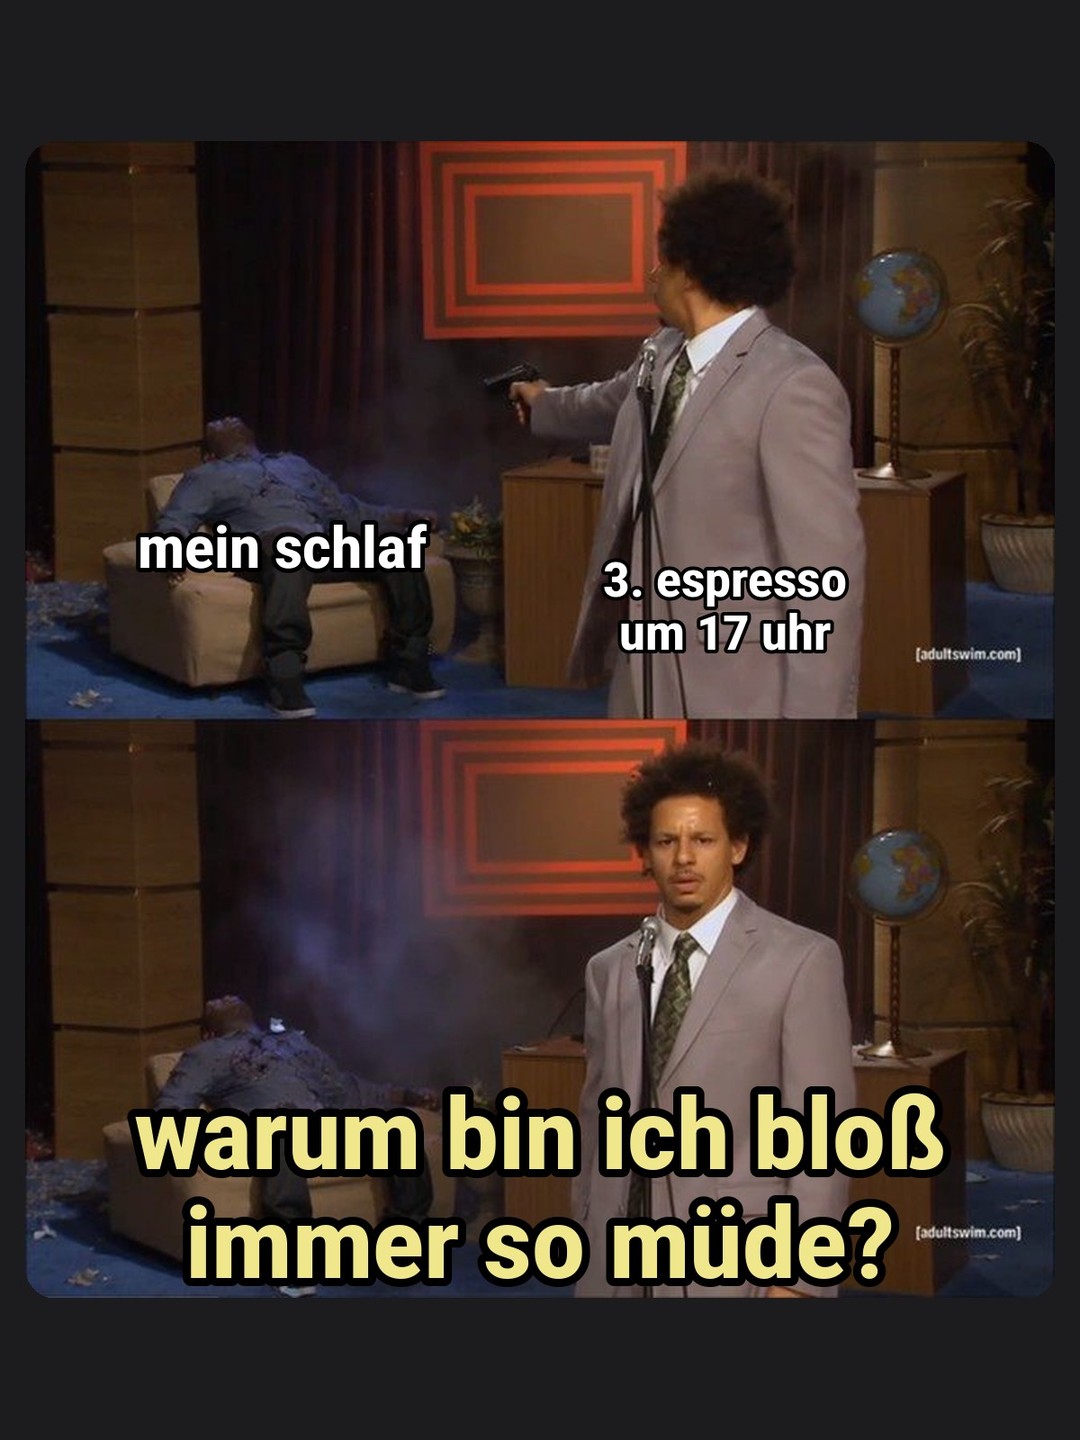 mein schlaf
3. espresso
um 17 uhr
[adultswim.com]
warum bin ich bloß
immer so müde?
[adultswim.com]